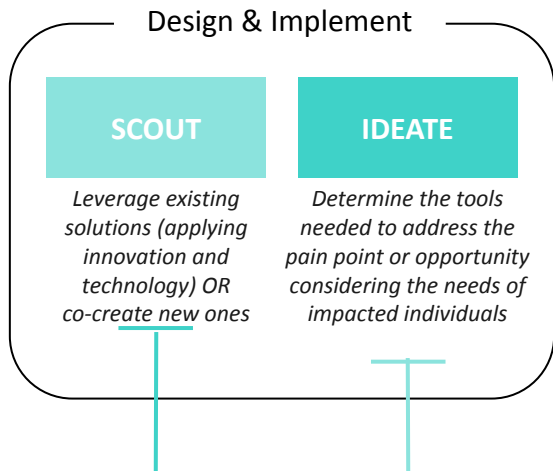 Design & Implement
SCOUT
Leverage existing
solutions (applying
innovation and
technology) OR
co-create new ones
IDEATE
Determine the tools
needed to address the
pain point or opportunity
considering the needs of
impacted individuals